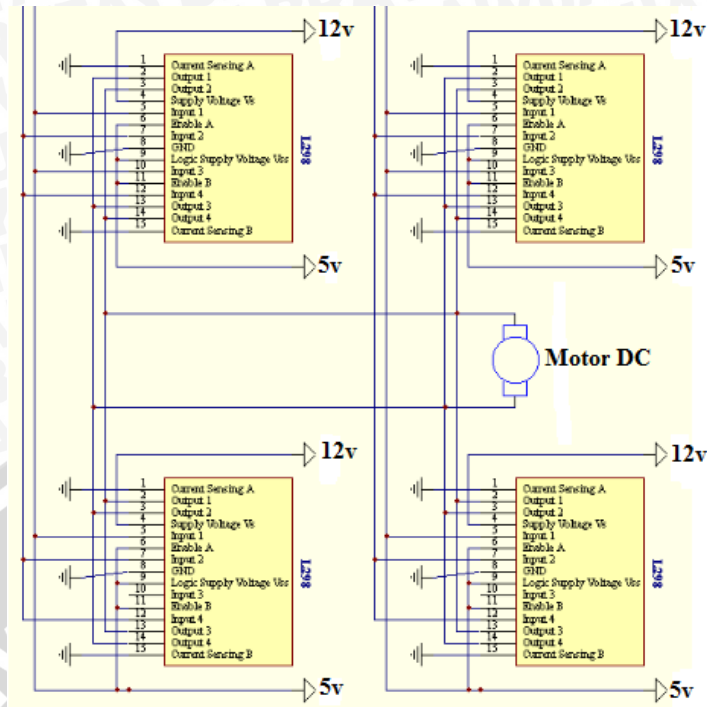 12v
1 Current Sensing A
2 Output 1
3 Output 2
4 Supply Voltage Vs
5 Input 1
6 Enable A
7 Input 2
8 GND
9 Logic Supply Voltage Vss
10 Input 3
11 Enable B
12 Input 4
13 Output 3
14 Output 4
15 Current Sensing B
L298
5v
12v
1 Current Sensing A
2 Output 1
3 Output 2
4 Supply Voltage Vs
5 Input 1
6 Enable A
7 Input 2
8 GND
9 Logic Supply Voltage Vss
10 Input 3
11 Enable B
12 Input 4
13 Output 3
14 Output 4
15 Current Sensing B
L298
5v
Motor DC
12v
1 Current Sensing A
2 Output 1
3 Output 2
4 Supply Voltage Vs
5 Input 1
6 Enable A
7 Input 2
8 GND
9 Logic Supply Voltage Vss
10 Input 3
11 Enable B
12 Input 4
13 Output 3
14 Output 4
15 Current Sensing B
L298
5v
12v
1 Current Sensing A
2 Output 1
3 Output 2
4 Supply Voltage Vs
5 Input 1
6 Enable A
7 Input 2
8 GND
9 Logic Supply Voltage Vss
10 Input 3
11 Enable B
12 Input 4
13 Output 3
14 Output 4
15 Current Sensing B
L298
5v